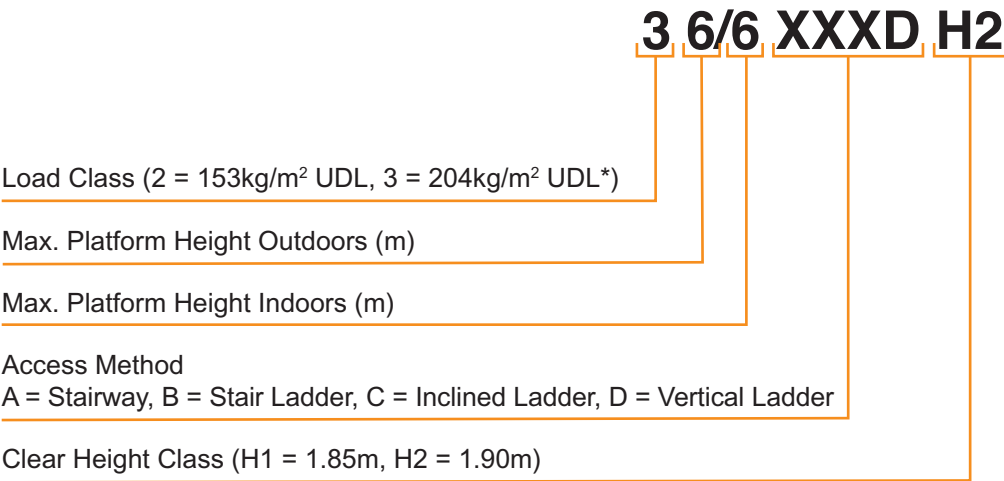 3 6/6 XXXD H2
Load Class (2 = 153kg/m² UDL, 3 = 204kg/m² UDL*)
Max. Platform Height Outdoors (m)
Max. Platform Height Indoors (m)
Access Method
A = Stairway, B = Stair Ladder, C = Inclined Ladder, D = Vertical Ladder
Clear Height Class (H1 = 1.85m, H2 = 1.90m)